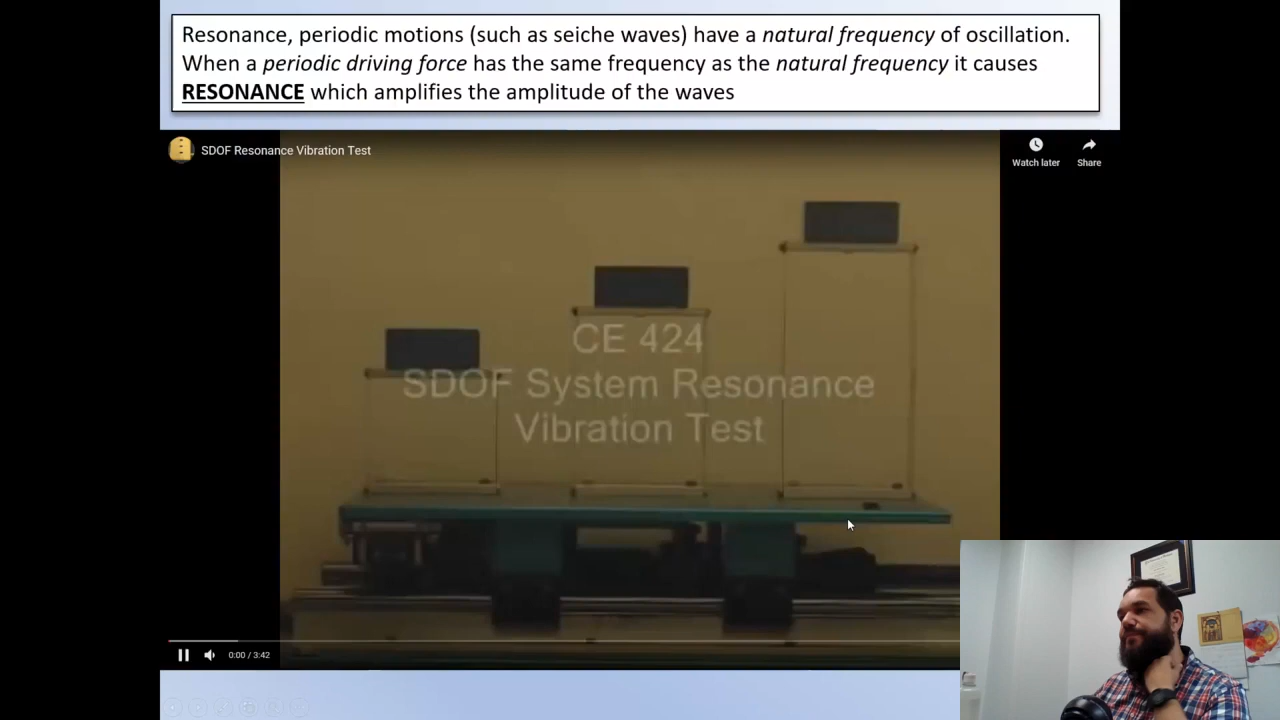 Resonance, periodic motions (such as seiche waves) have a natural frequency of oscillation.
When a periodic driving force has the same frequency as the natural frequency it causes
RESONANCE which amplifies the amplitude of the waves
SDOF Resonance Vibration Test
Watch later
Share
CE 424
SDOF System Resonance
Vibration Test
0:00 / 3:42